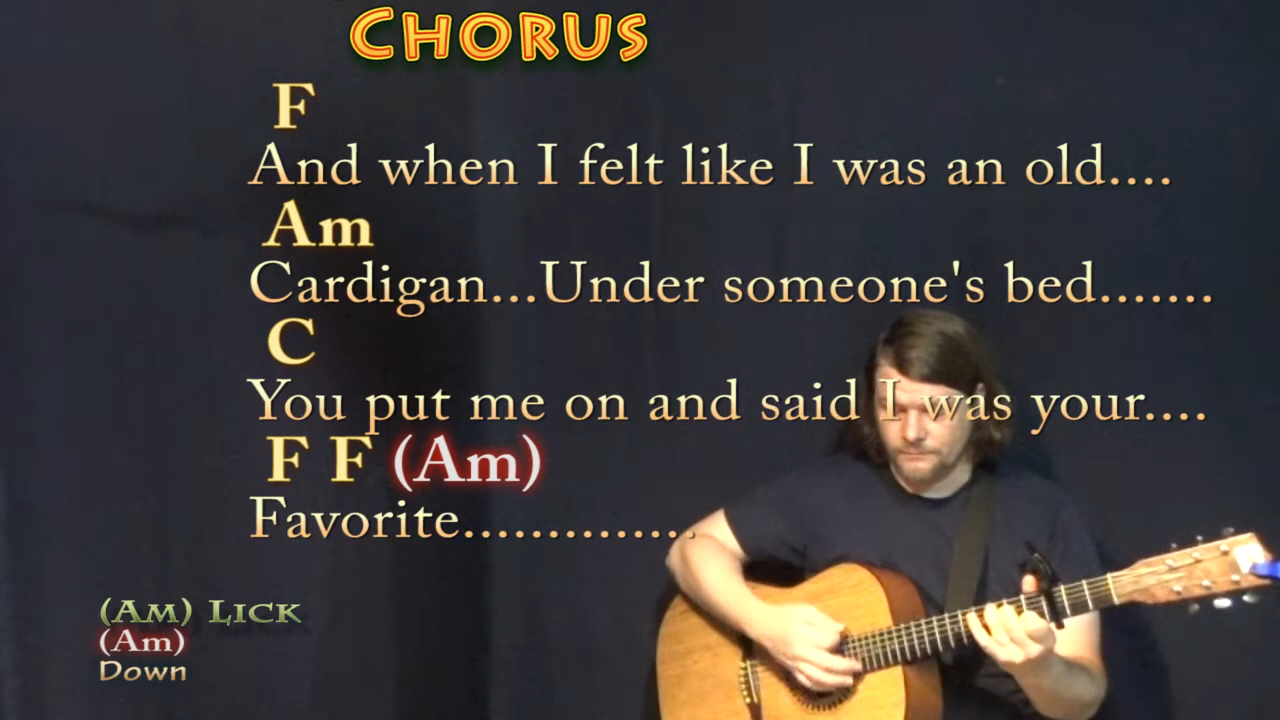 CHORUS
F
And when I felt like I was an old....
Am
Cardigan...Under someone's bed.......
C
You put me on and said I was your....
F F (Am)
Favorite..............
(AM) LICK
(Am)
Down